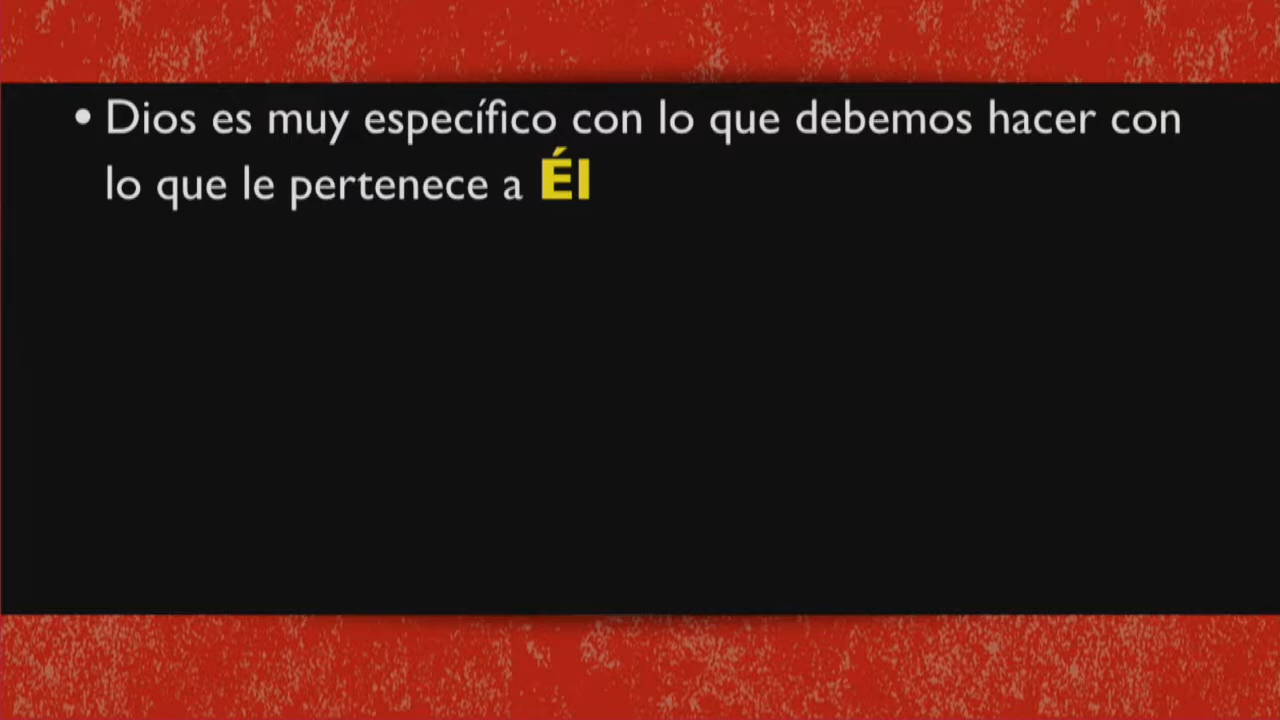 • Dios es muy específico con lo que debemos hacer con
lo que le pertenece a Él